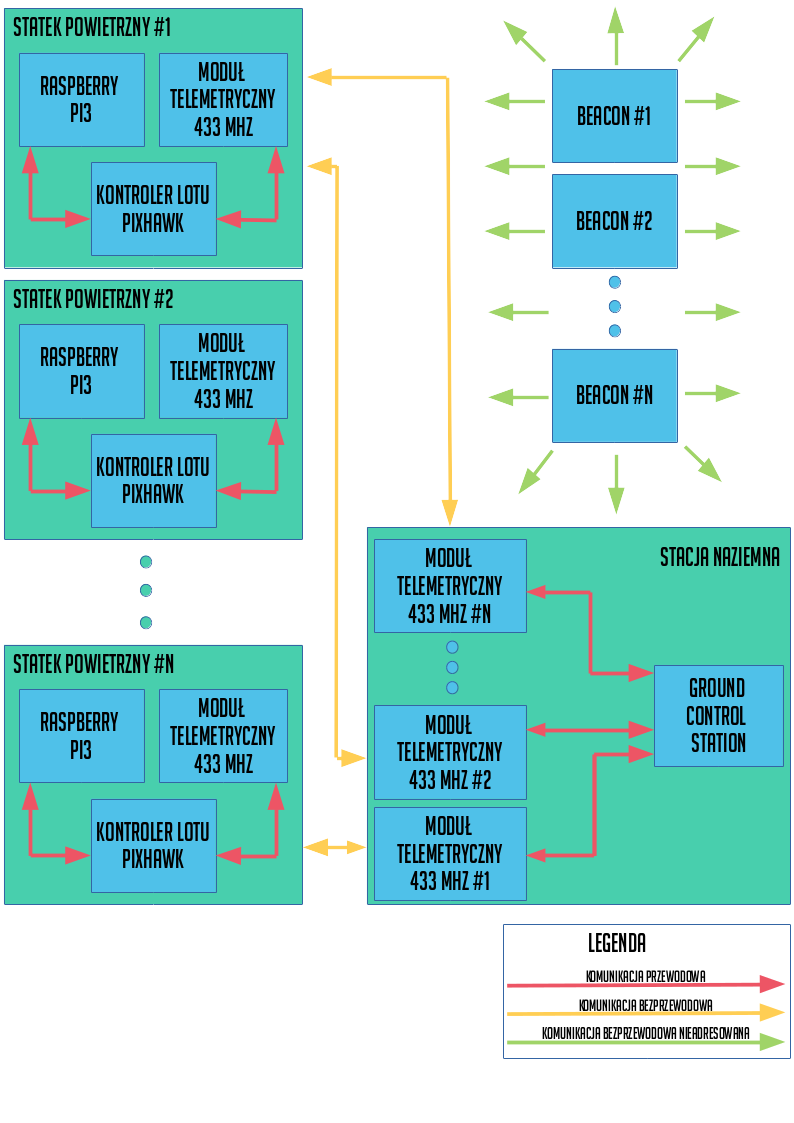 STATEK POWIETRZNY #1
RASPBERRY
PI3
MODUŁ
TELEMETRYCZNY
433 MHZ
KONTROLER LOTU
PIXHAWK
STATEK POWIETRZNY #2
RASPBERRY
PI3
MODUŁ
TELEMETRYCZNY
433 MHZ
KONTROLER LOTU
PIXHAWK
STATEK POWIETRZNY #N
RASPBERRY
PI3
MODUŁ
TELEMETRYCZNY
433 MHZ
KONTROLER LOTU
PIXHAWK
BEACON #1
BEACON #2
BEACON #N
STACJA NAZIEMNA
MODUŁ
TELEMETRYCZNY
433 MHZ #N
MODUŁ
TELEMETRYCZNY
433 MHZ #2
MODUŁ
TELEMETRYCZNY
433 MHZ #1
GROUND
CONTROL
STATION
LEGENDA
KOMUNIKACJA PRZEWODOWA
KOMUNIKACJA BEZPRZEWODOWA
KOMUNIKACJA BEZPRZEWODOWA NIEADRESOWANA